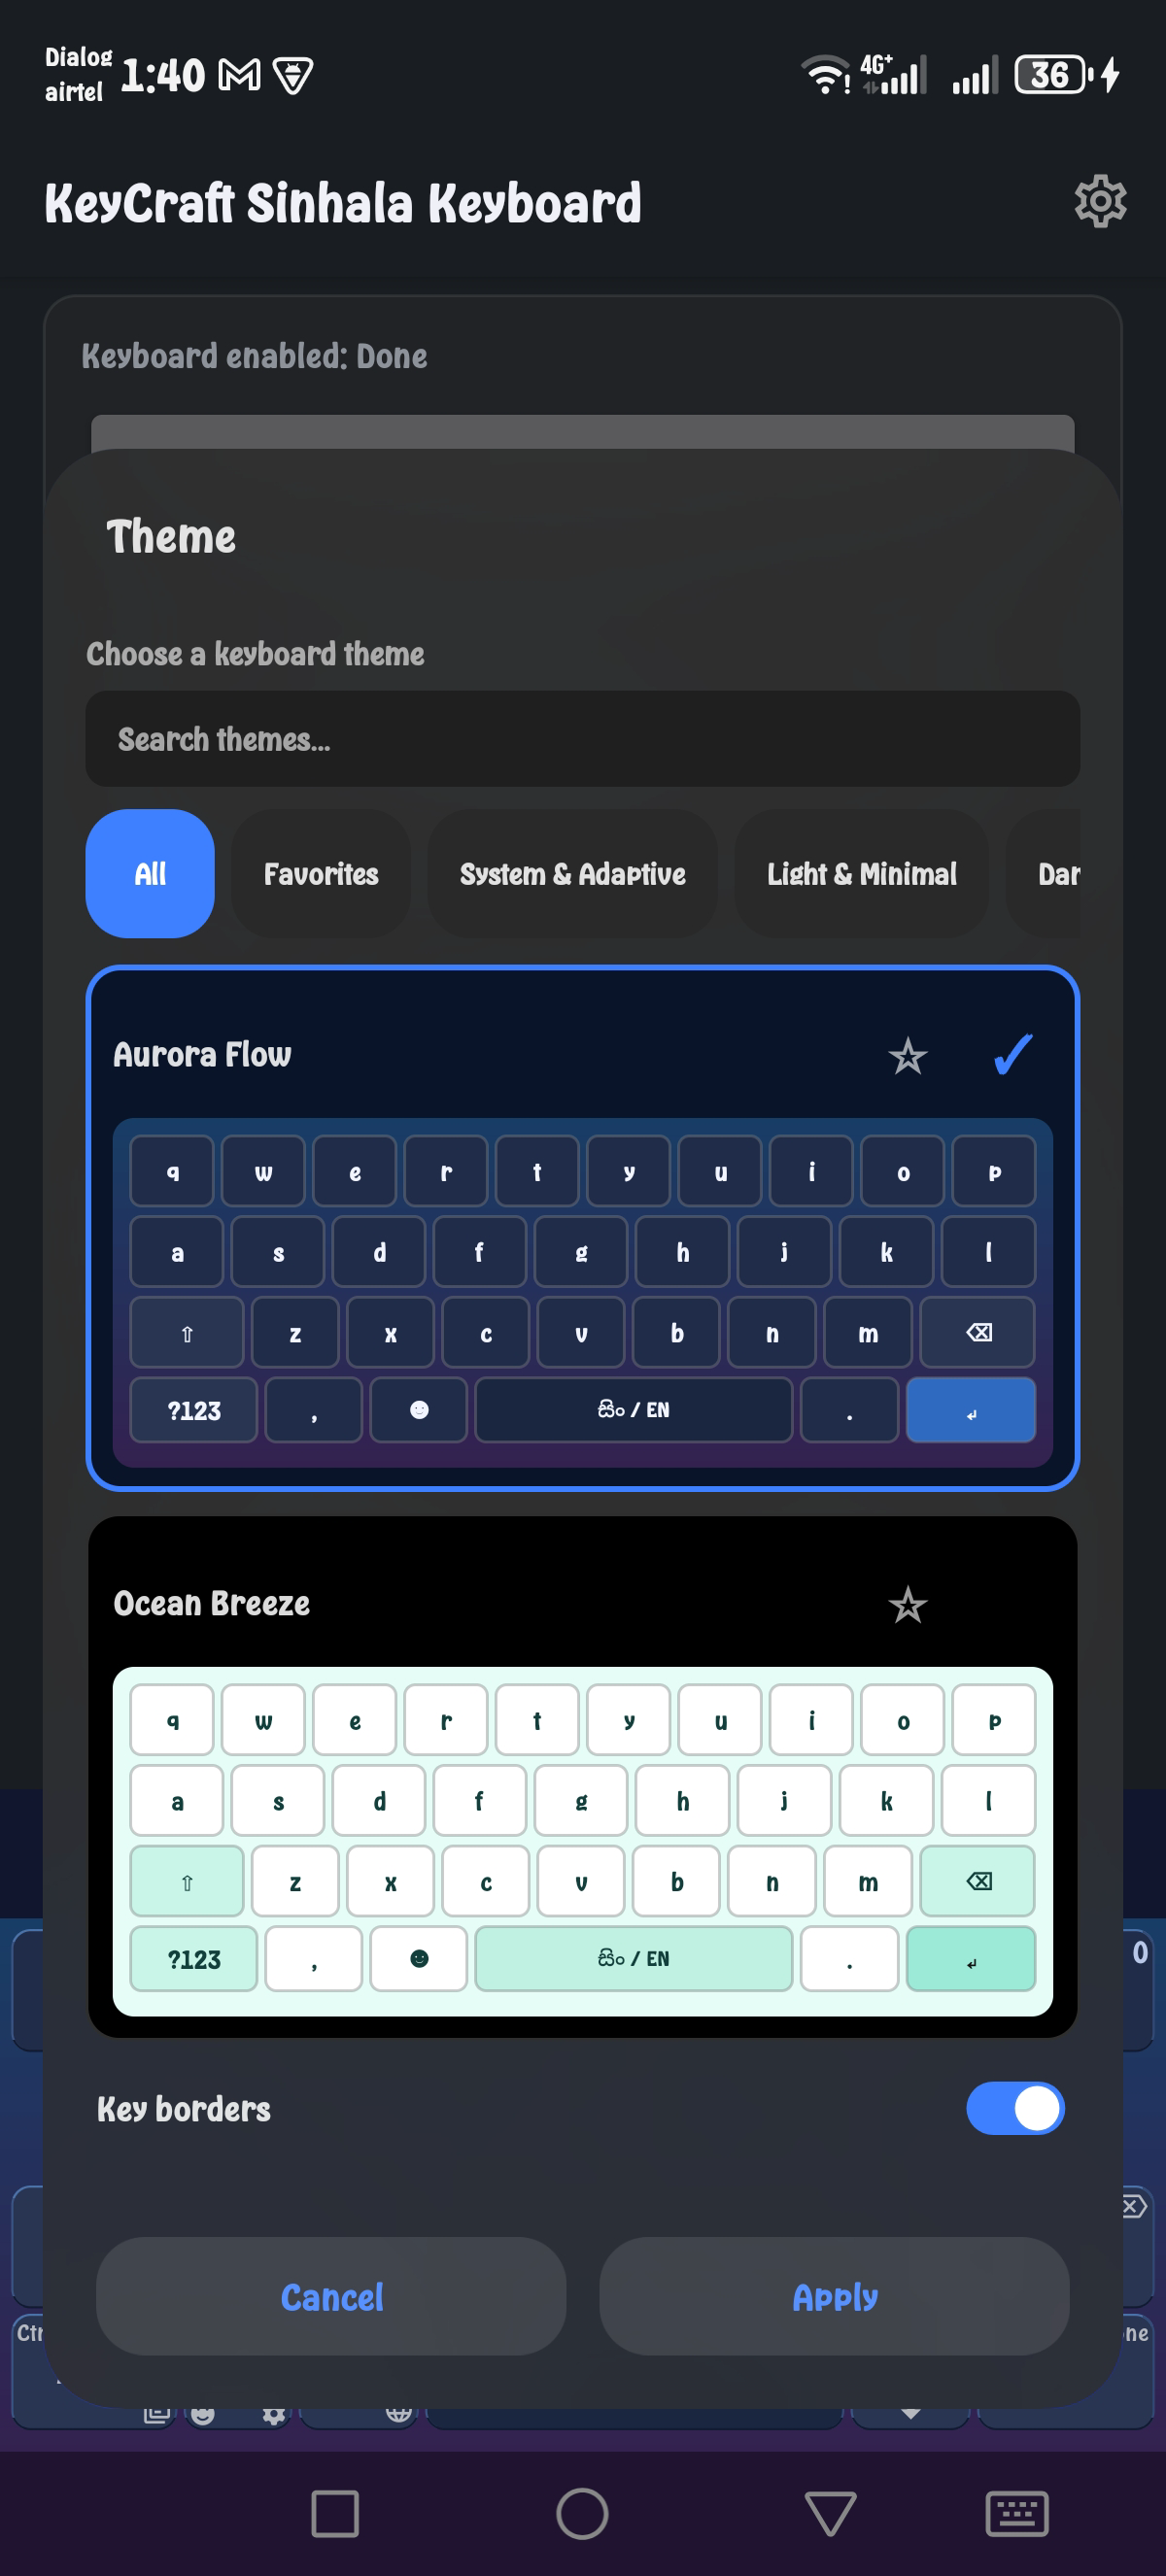 Dialog
airtel
1:40
4G+
36
KeyCraft Sinhala Keyboard
Keyboard enabled: Done
Theme
Choose a keyboard theme
Search themes...
All Favorites System & Adaptive Light & Minimal Dar
Aurora Flow
q w e r t y u i o p
a s d f g h j k l
⇧ z x c v b n m ⌫
?123 , ☻ සිං / EN . ↲
Ocean Breeze
q w e r t y u i o p
a s d f g h j k l
⇧ z x c v b n m ⌫
?123 , ☻ සිං / EN . ↲
0
Key borders
Cancel Apply